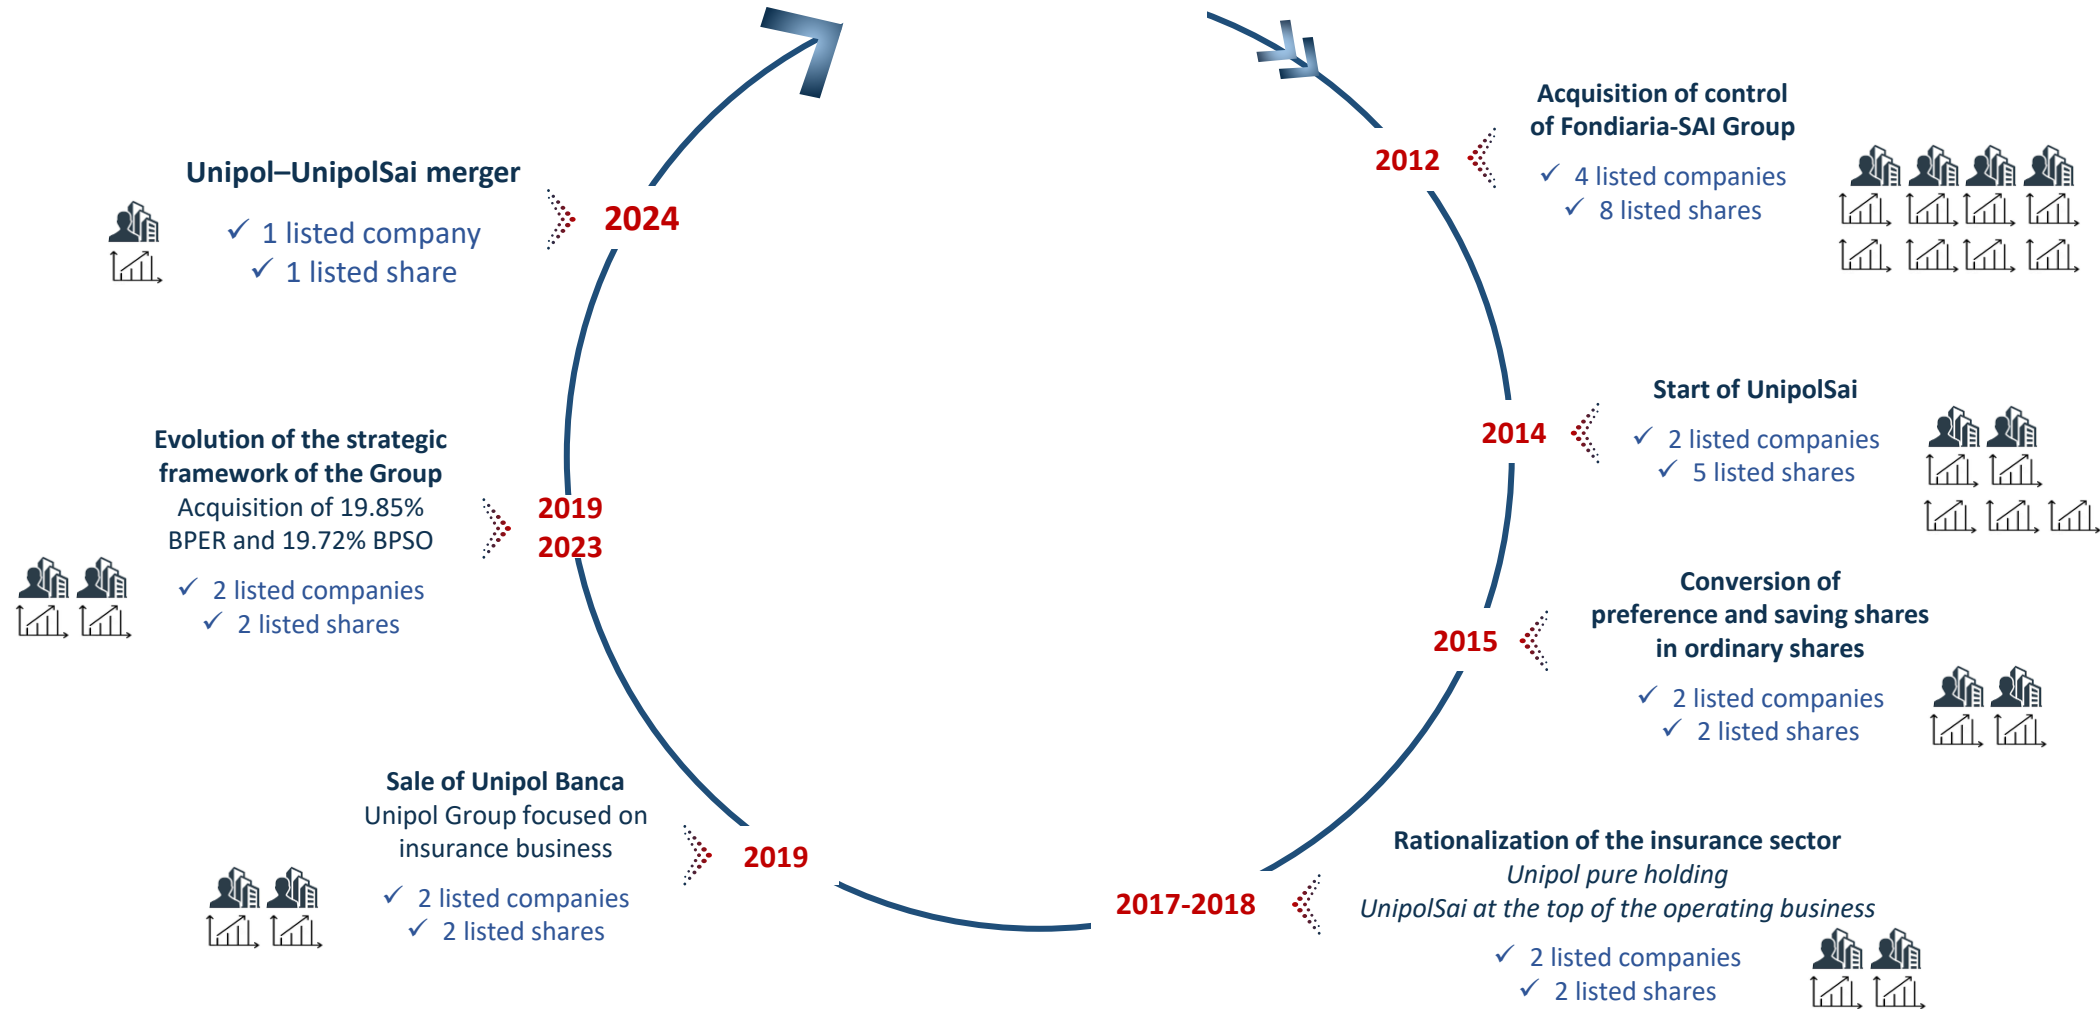 2012
Acquisition of control
of Fondiaria-SAI Group
✓ 4 listed companies
✓ 8 listed shares
2014
Start of UnipolSai
✓ 2 listed companies
✓ 5 listed shares
2015
Conversion of
preference and saving shares
in ordinary shares
✓ 2 listed companies
✓ 2 listed shares
2017-2018
Rationalization of the insurance sector
Unipol pure holding
UnipolSai at the top of the operating business
✓ 2 listed companies
✓ 2 listed shares
2019
Sale of Unipol Banca
Unipol Group focused on
insurance business
✓ 2 listed companies
✓ 2 listed shares
2019
2023
Evolution of the strategic
framework of the Group
Acquisition of 19.85%
BPER and 19.72% BPSO
✓ 2 listed companies
✓ 2 listed shares
2024
Unipol–UnipolSai merger
✓ 1 listed company
✓ 1 listed share